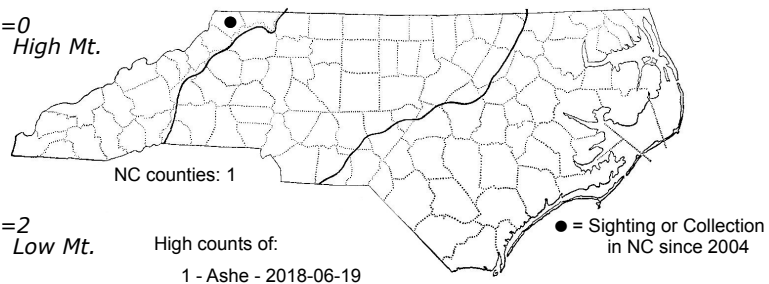 =0
High Mt.
NC counties: 1
=2
Low Mt.
High counts of:
1 - Ashe - 2018-06-19
● = Sighting or Collection
in NC since 2004